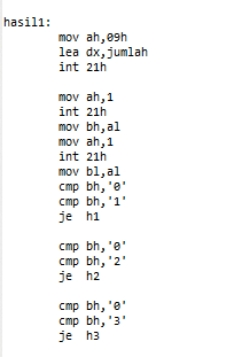 hasil1:
mov ah,09h
lea dx,jumlah
int 21h
mov ah,1
int 21h
mov bh,al
mov ah,1
int 21h
mov bl,al
cmp bh,'0'
cmp bh,'1'
je h1
cmp bh,'0'
cmp bh,'2'
je h2
cmp bh,'0'
cmp bh,'3'
je h3